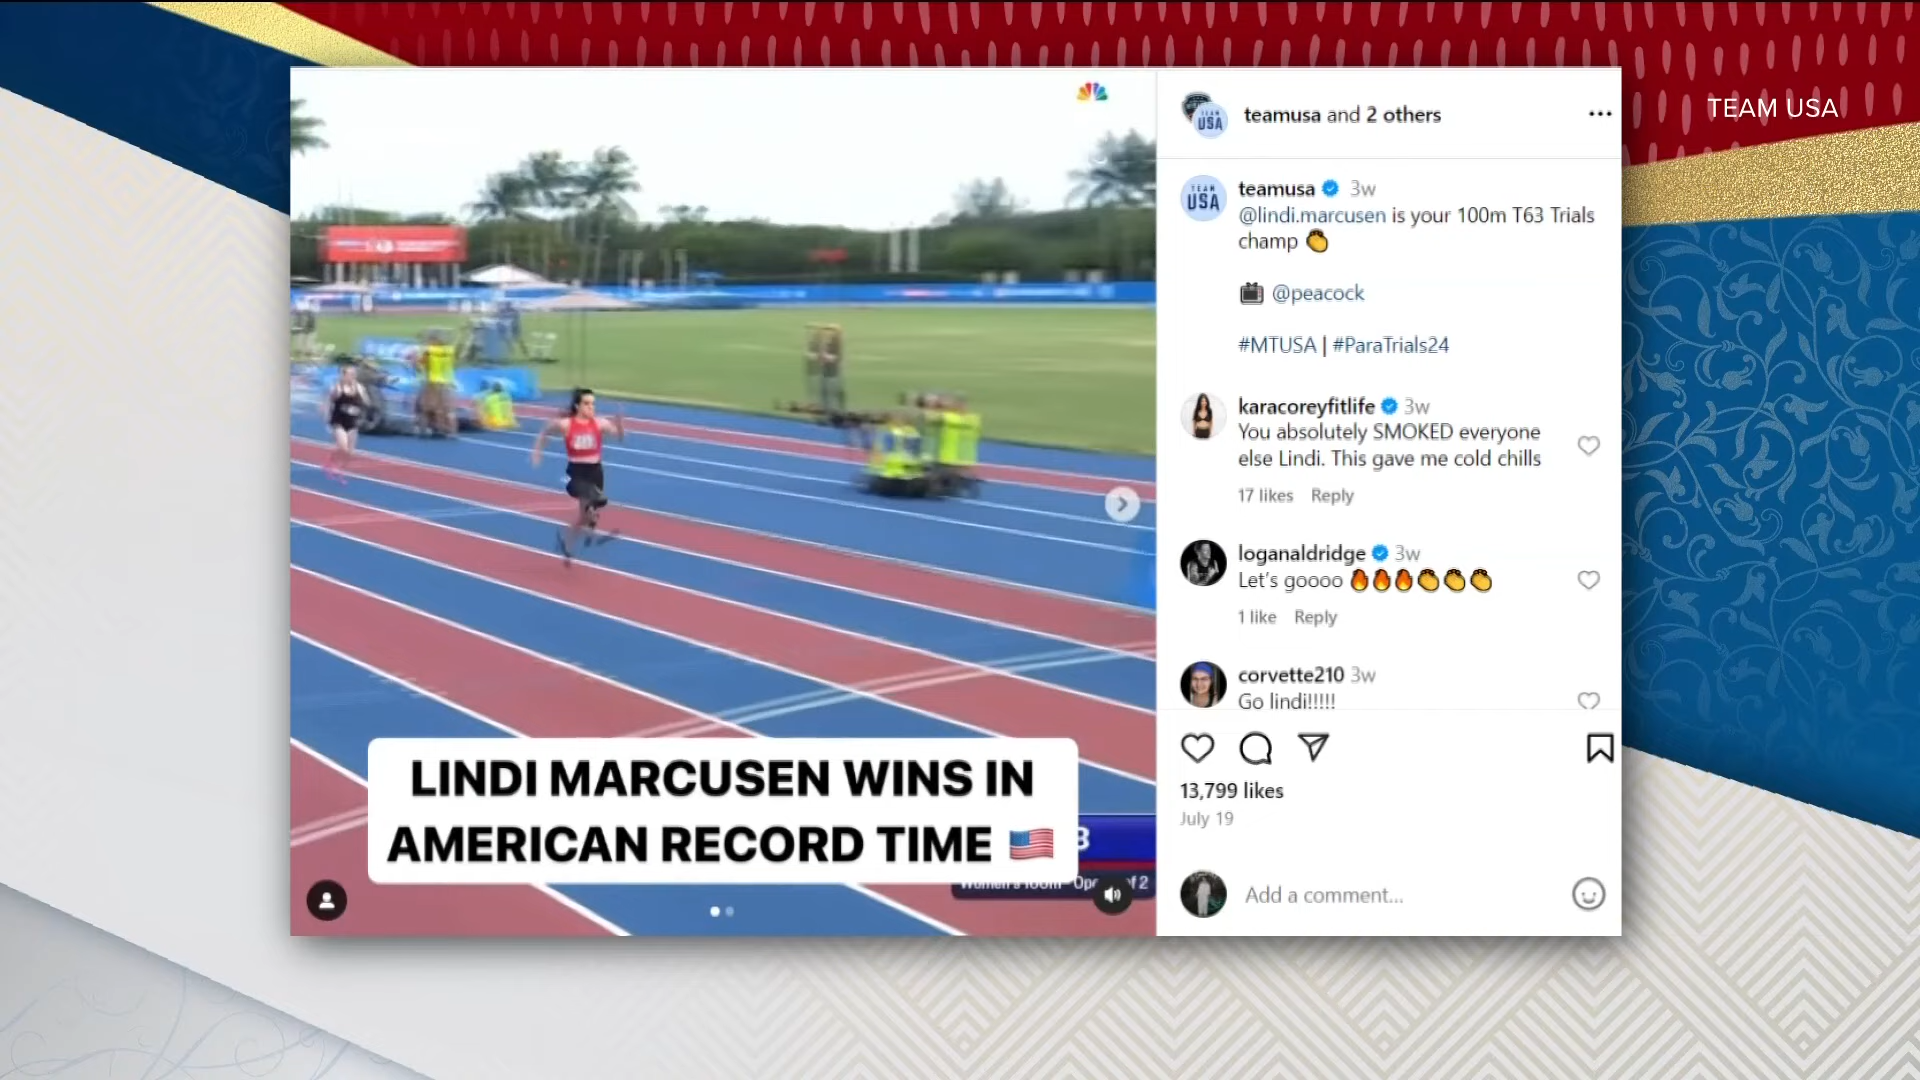 TEAM USA
teamusa and 2 others
TEAM
USA
teamusa 3w
@lindi.marcusen is your 100m T63 Trials
champ 👏
📺 @peacock
#MTUSA | #ParaTrials24
karacoreyfitlife 3w
You absolutely SMOKED everyone
else Lindi. This gave me cold chills
17 likes Reply
loganaldridge 3w
Let's goooo 🔥🔥🔥👏👏👏
1 like Reply
corvette210 3w
Go lindi!!!!!
13,799 likes
July 19
Add a comment...
LINDI MARCUSEN WINS IN
AMERICAN RECORD TIME 🇺🇸